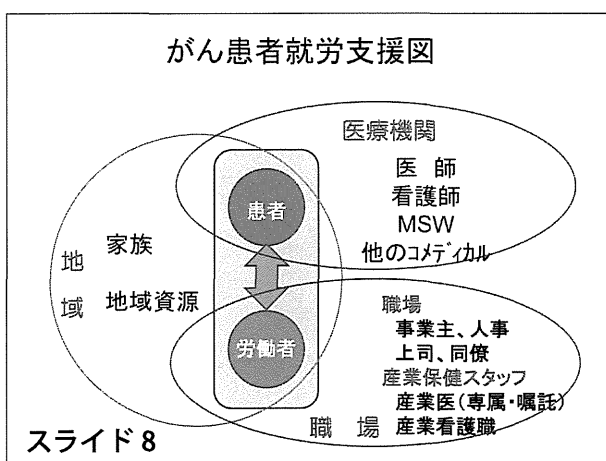 がん患者就労支援図
医療機関
医 師
看護師
MSW
他のコメディカル
患者
家族
地域
地域資源
労働者
職場
事業主、人事
上司、同僚
産業保健スタッフ
産業医(専属・嘱託)
産業看護職
職 場
スライド 8